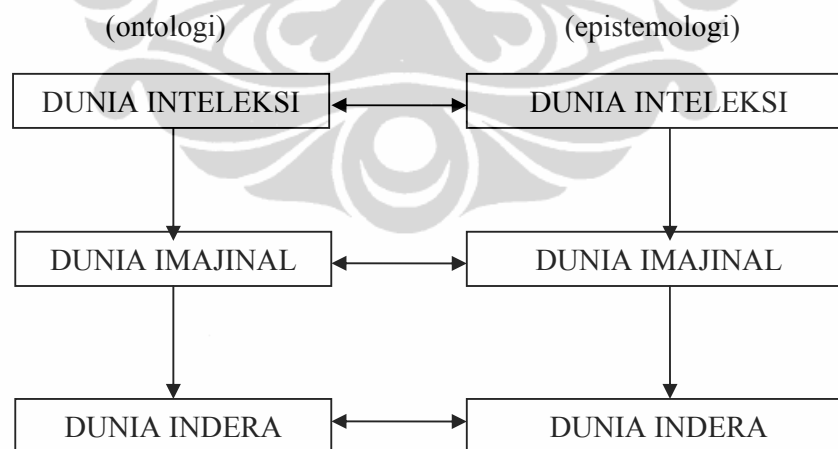 (ontologi) (epistemologi)
DUNIA INTELEKSI DUNIA INTELEKSI
DUNIA IMAJINAL DUNIA IMAJINAL
DUNIA INDERA DUNIA INDERA